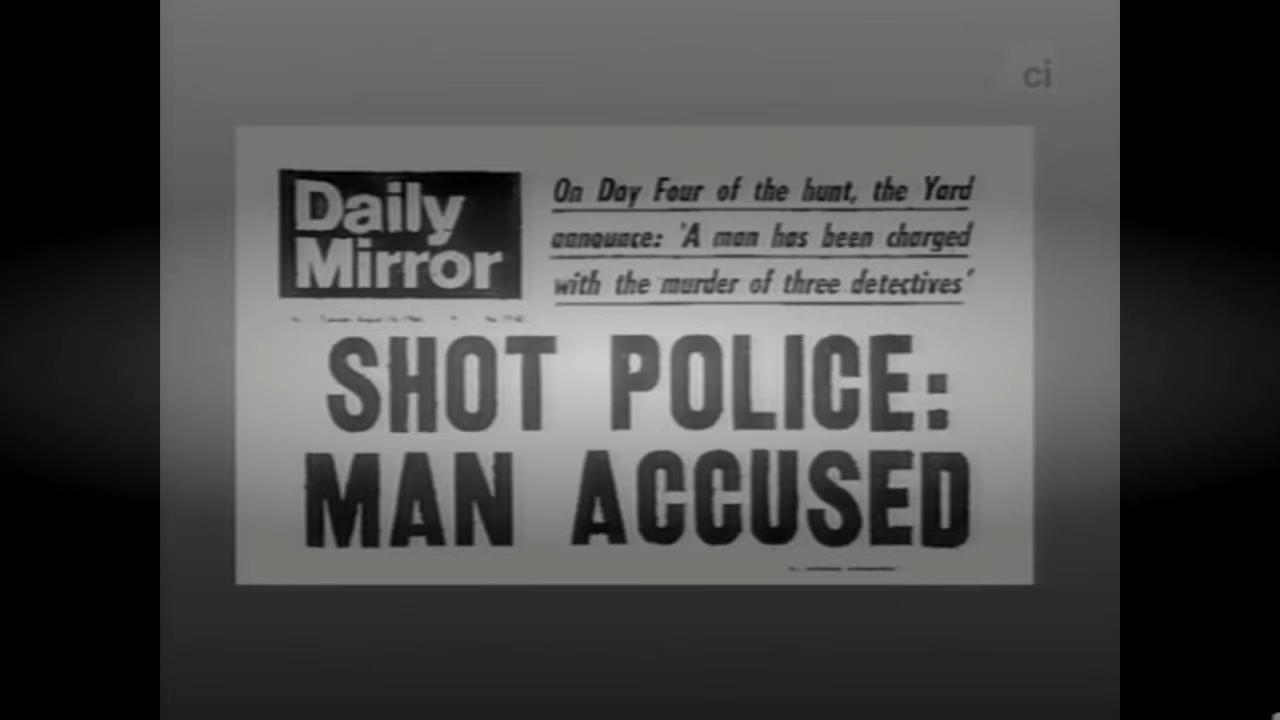 ci
Daily
Mirror
On Day Four of the hunt, the Yard
announce: 'A man has been charged
with the murder of three detectives'
SHOT POLICE:
MAN ACCUSED